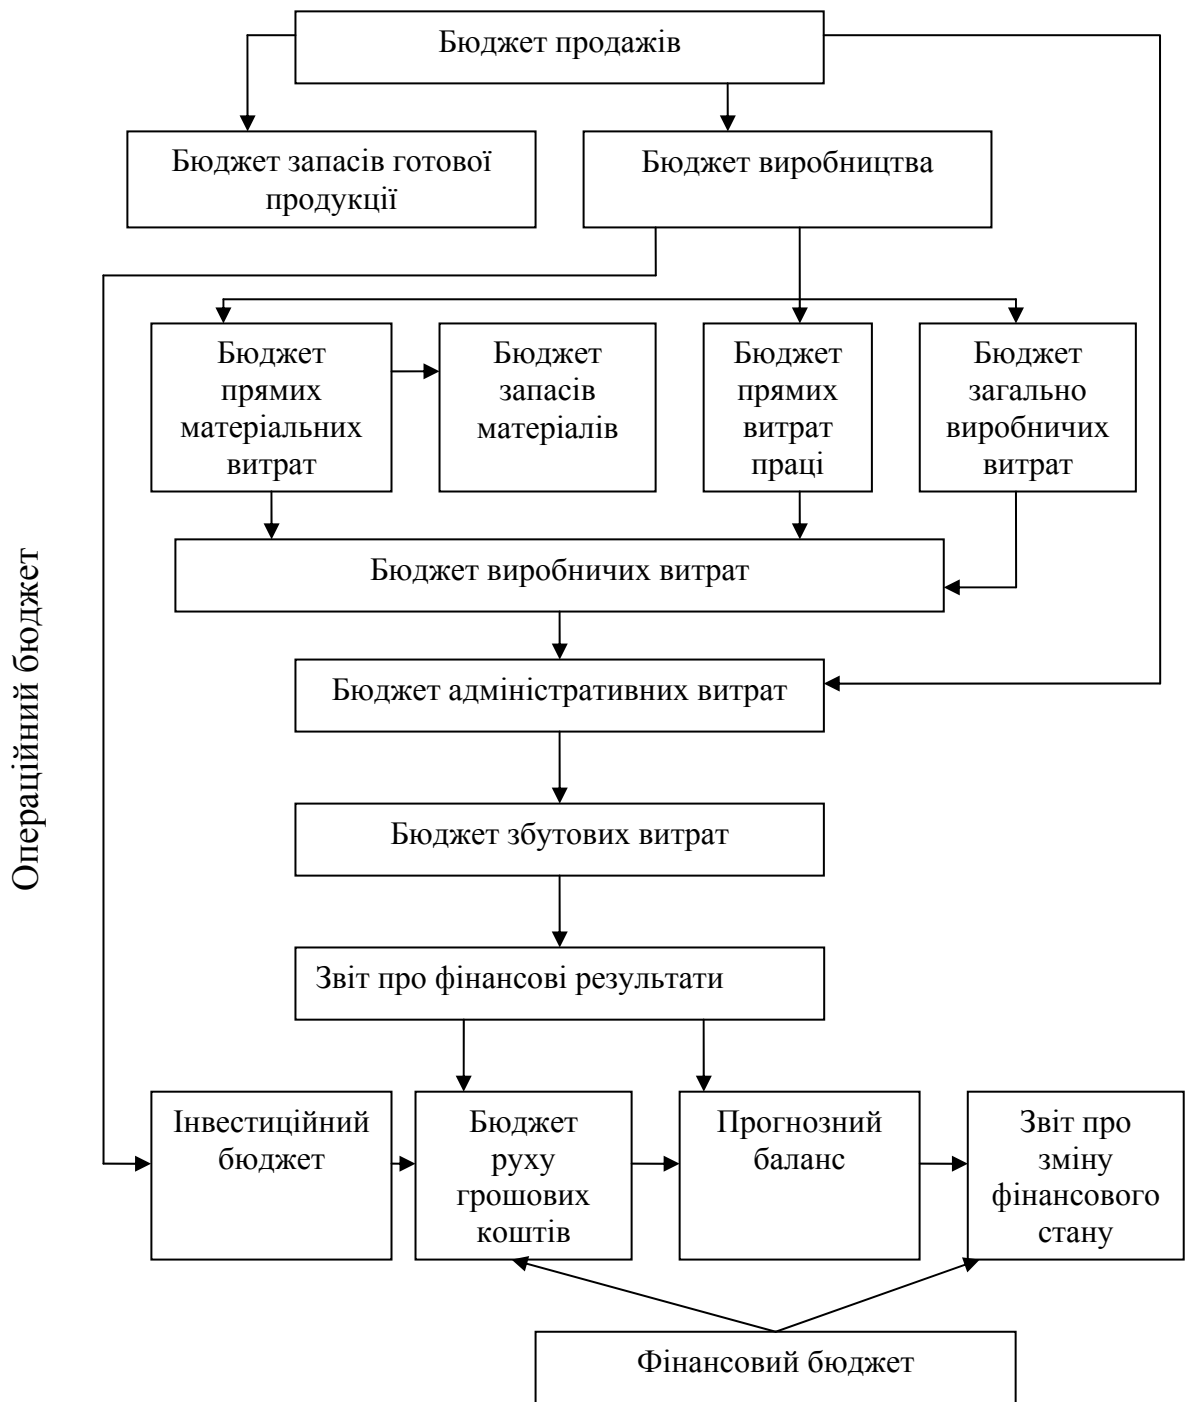 Бюджет продажів
Бюджет запасів готової
продукції
Бюджет виробництва
Бюджет
прямих
матеріальних
витрат
Бюджет
запасів
матеріалів
Бюджет
прямих
витрат
праці
Бюджет
загально
виробничих
витрат
Бюджет виробничих витрат
Операційний бюджет
Бюджет адміністративних витрат
Бюджет збутових витрат
Звіт про фінансові результати
Інвестиційний
бюджет
Бюджет
руху
грошових
коштів
Прогнозний
баланс
Звіт про
зміну
фінансового
стану
Фінансовий бюджет